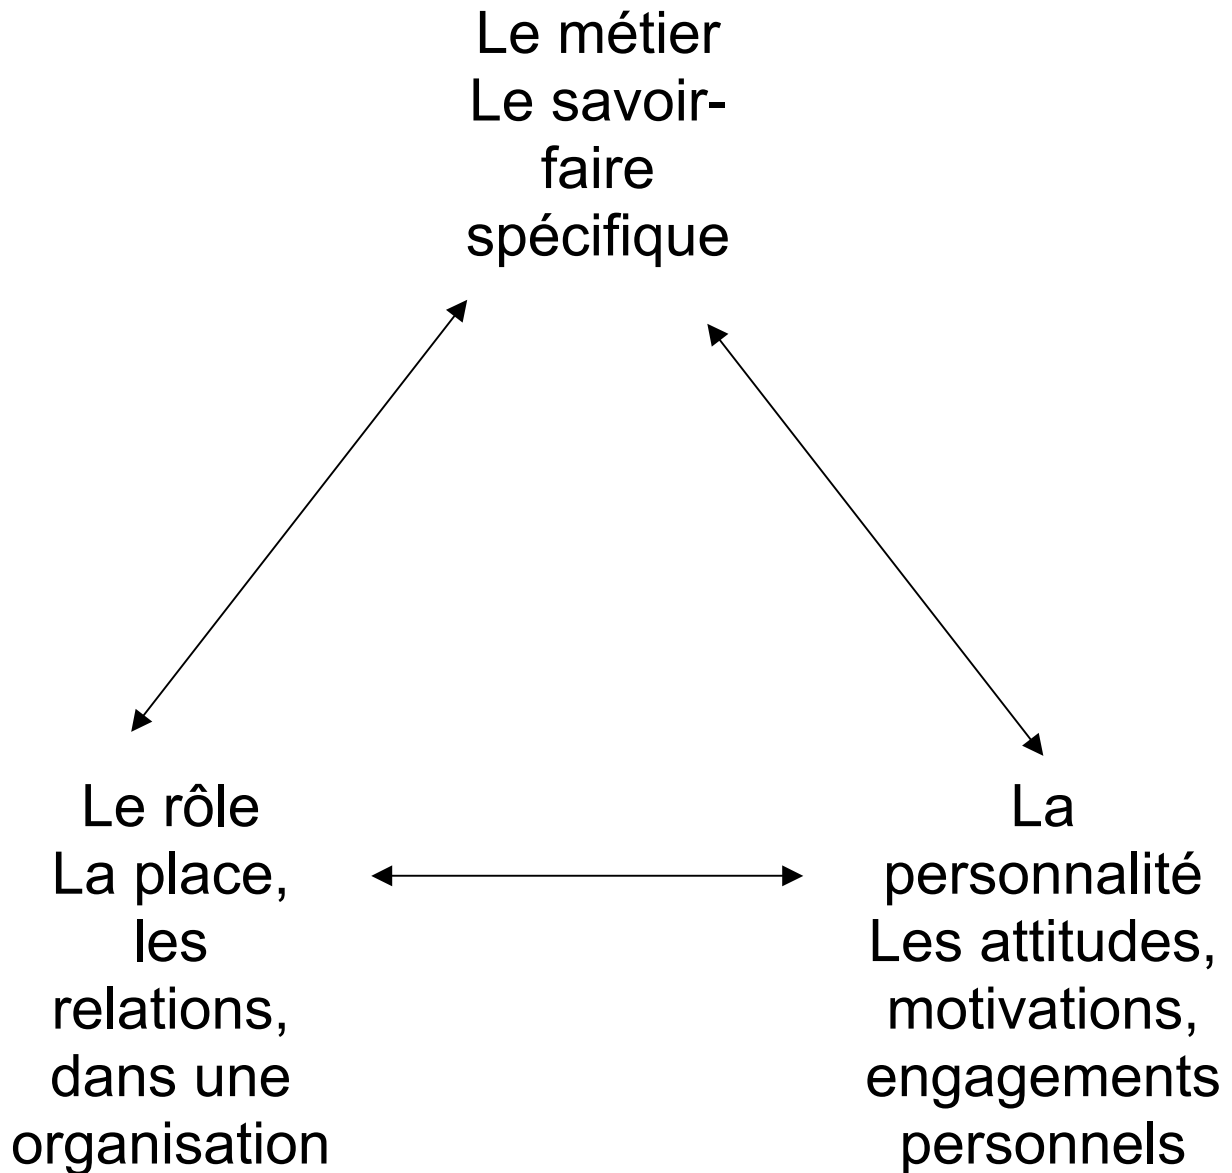 Le métier
Le savoir-
faire
spécifique
Le rôle
La place,
les
relations,
dans une
organisation
La
personnalité
Les attitudes,
motivations,
engagements
personnels